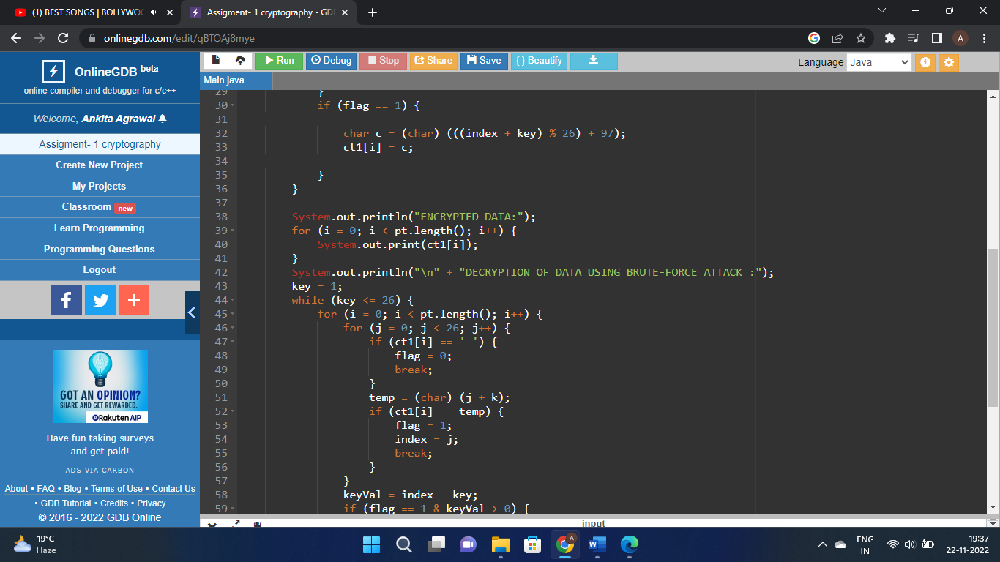 (1) BEST SONGS | BOLLYWO
Assigment- 1 cryptography - GD
onlinegdb.com/edit/qBTOAj8mye
A
OnlineGDB beta
online compiler and debugger for c/c++
Welcome, Ankita Agrawal
Assigment- 1 cryptography
Create New Project
My Projects
Classroom new
Learn Programming
Programming Questions
Logout
GOT AN OPINION?
SHARE AND GET REWARDED.
Rakuten AIP
Have fun taking surveys
and get paid!
ADS VIA CARBON
About • FAQ • Blog • Terms of Use • Contact Us
• GDB Tutorial • Credits • Privacy
© 2016 - 2022 GDB Online
Run Debug Stop Share Save { } Beautify
Language Java
Main.java
29 }
30 if (flag == 1) {
31
32 char c = (char) (((index + key) % 26) + 97);
33 ct1[i] = c;
34
35 }
36 }
37
38 System.out.println("ENCRYPTED DATA:");
39 for (i = 0; i < pt.length(); i++) {
40 System.out.print(ct1[i]);
41 }
42 System.out.println("\n" + "DECRYPTION OF DATA USING BRUTE-FORCE ATTACK :");
43 key = 1;
44 while (key <= 26) {
45 for (i = 0; i < pt.length(); i++) {
46 for (j = 0; j < 26; j++) {
47 if (ct1[i] == ' ') {
48 flag = 0;
49 break;
50 }
51 temp = (char) (j + k);
52 if (ct1[i] == temp) {
53 flag = 1;
54 index = j;
55 break;
56 }
57 }
58 keyVal = index - key;
59 if (flag == 1 & keyVal > 0) {
input
19°C
Haze
ENG
IN
19:37
22-11-2022